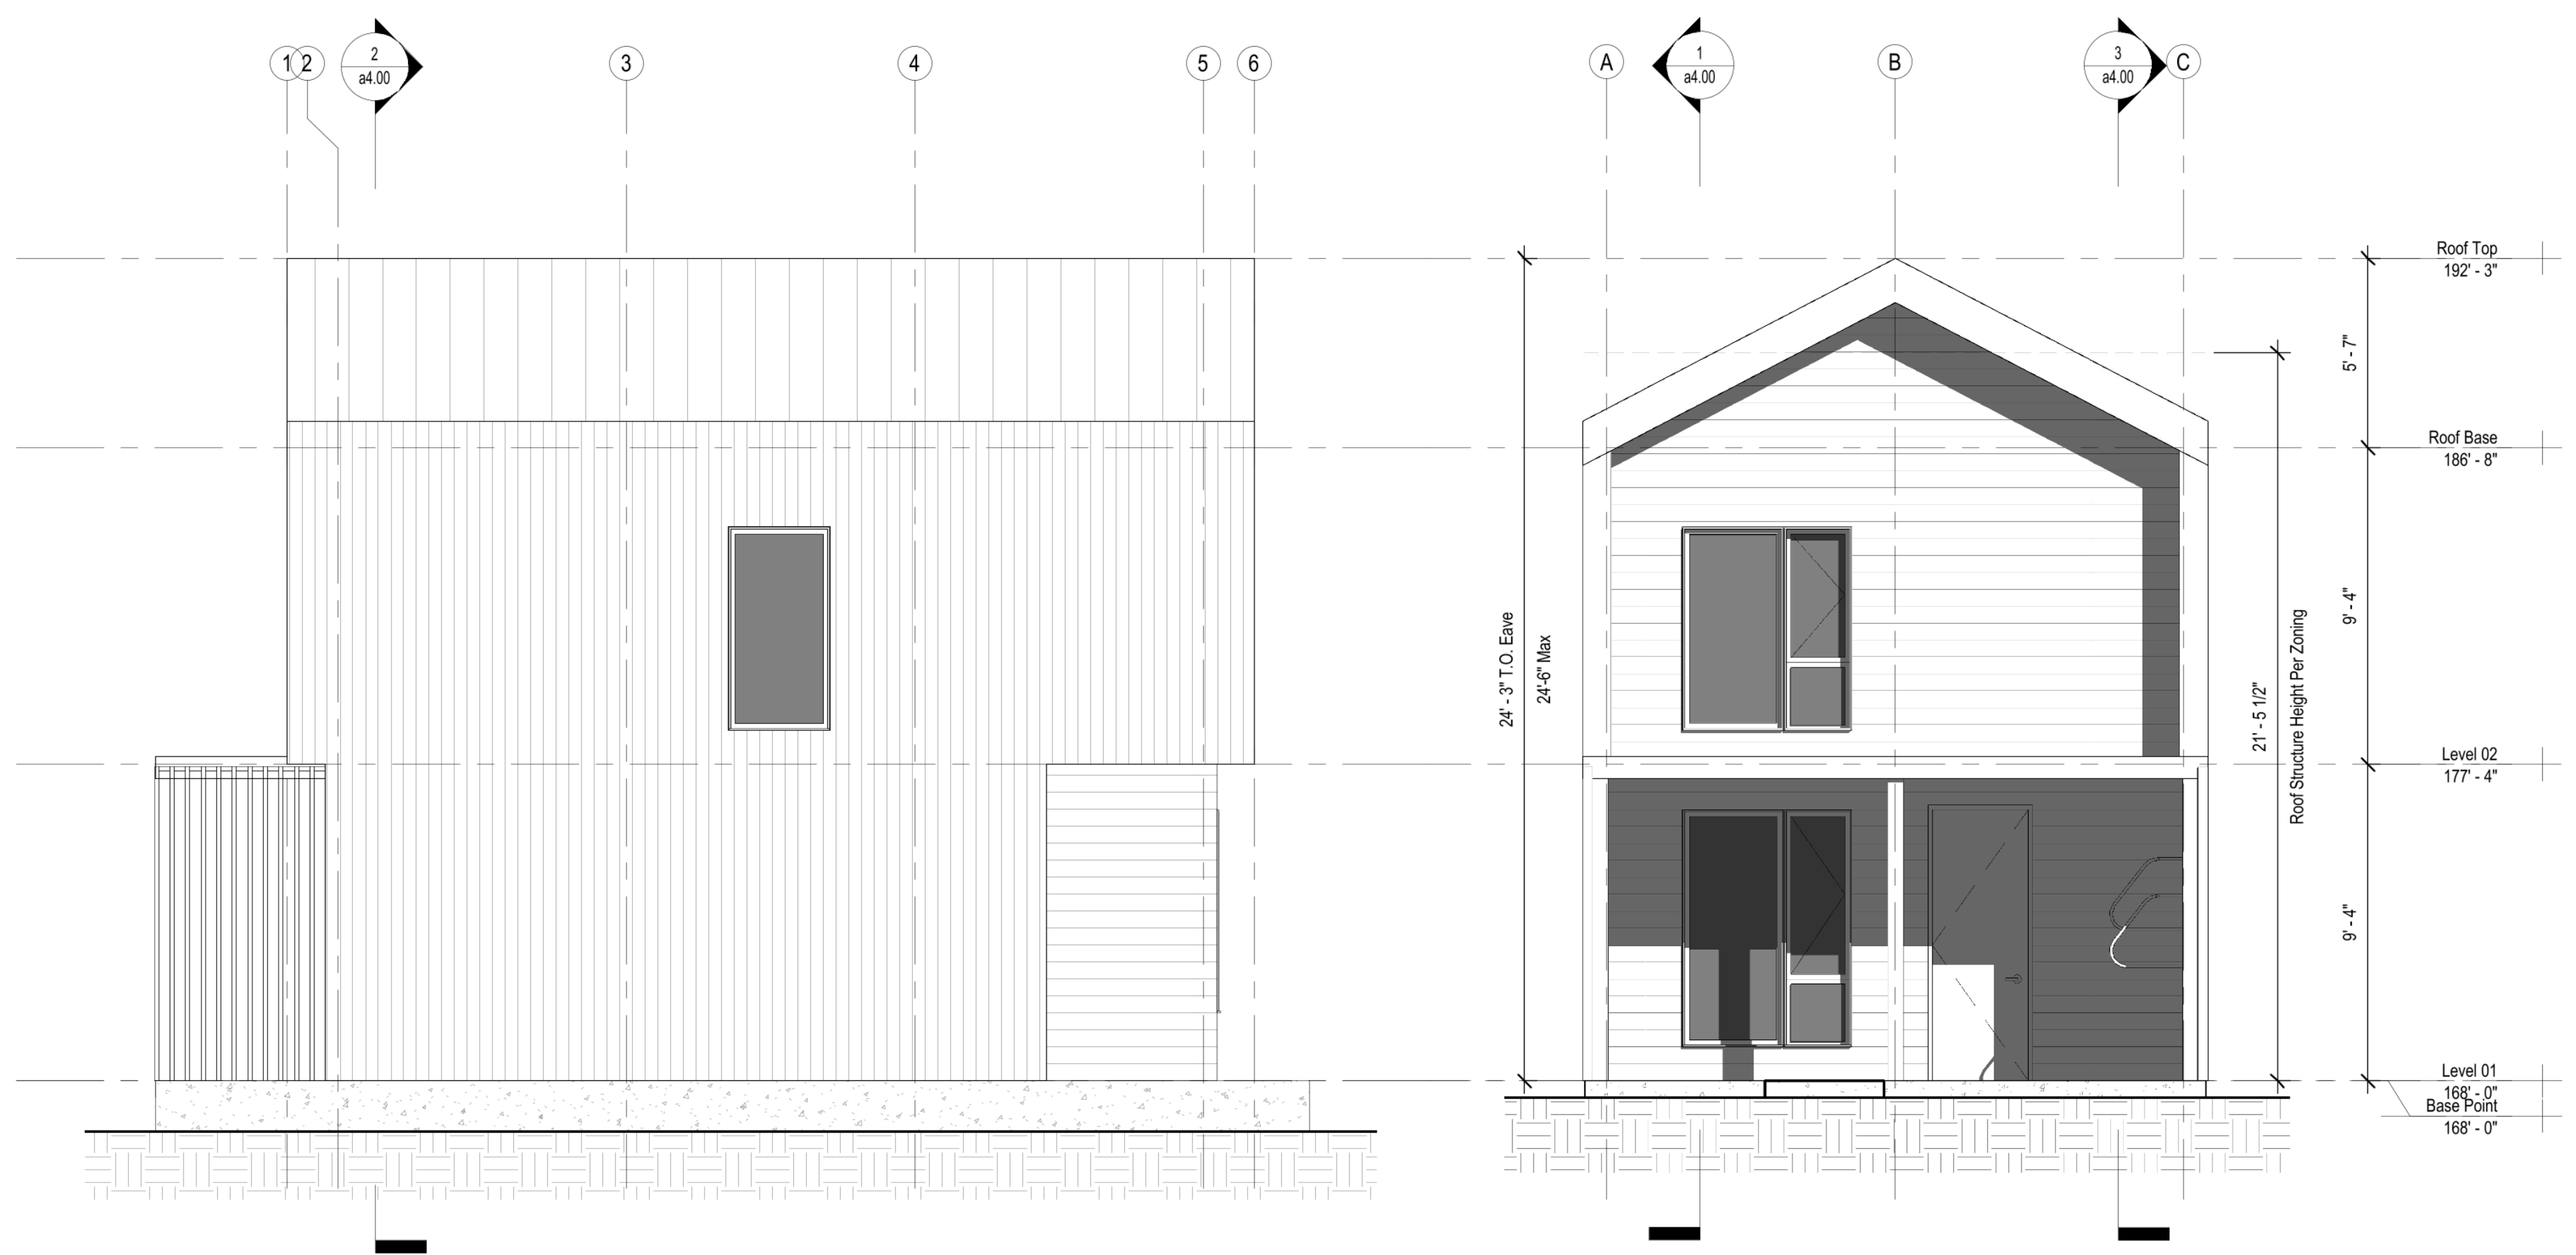 1
2
2
a4.00
3
4
5
6
A
1
a4.00
B
3
a4.00
C
Roof Top
192' - 3"
5' - 7"
Roof Base
186' - 8"
9' - 4"
24' - 3" T.O. Eave
24'-6" Max
21' - 5 1/2"
Roof Structure Height Per Zoning
Level 02
177' - 4"
9' - 4"
Level 01
168' - 0"
Base Point
168' - 0"